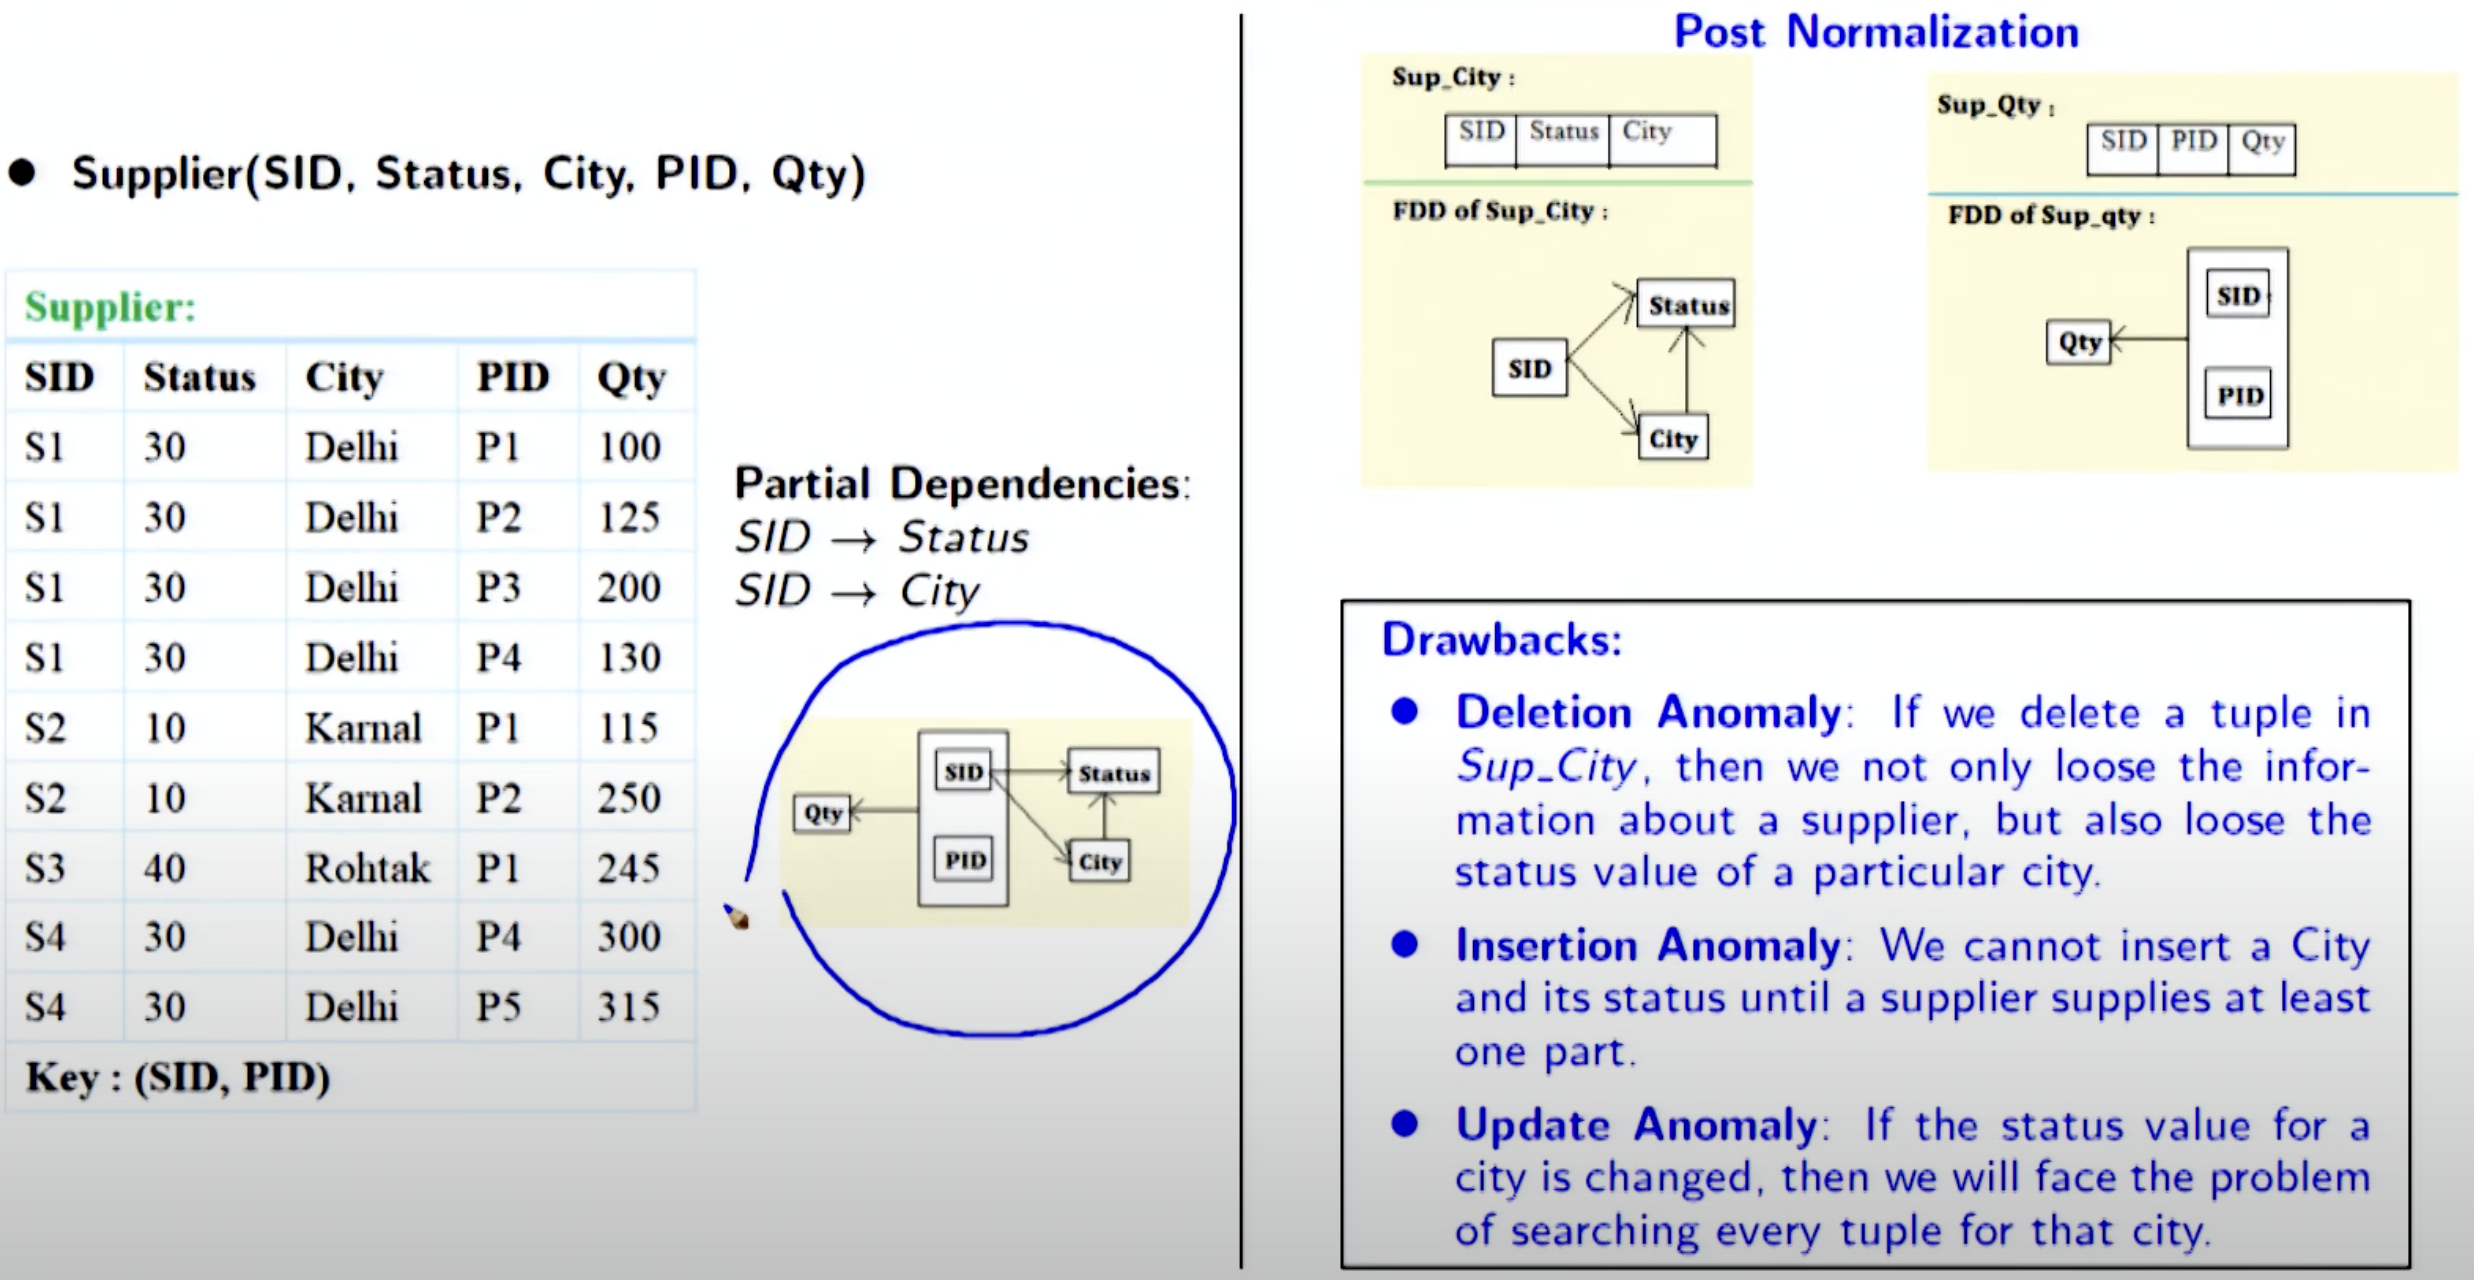 ● Supplier(SID, Status, City, PID, Qty)
Supplier:
SID Status City PID Qty
S1 30 Delhi P1 100
S1 30 Delhi P2 125
S1 30 Delhi P3 200
S1 30 Delhi P4 130
S2 10 Karnal P1 115
S2 10 Karnal P2 250
S3 40 Rohtak P1 245
S4 30 Delhi P4 300
S4 30 Delhi P5 315
Key : (SID, PID)
Partial Dependencies:
SID → Status
SID → City
SID
Status
Qty
PID
City
Post Normalization
Sup_City :
SID Status City
FDD of Sup_City :
Status
SID
City
Sup_Qty :
SID PID Qty
FDD of Sup_qty :
SID
Qty
PID
Drawbacks:
● Deletion Anomaly: If we delete a tuple in
Sup_City, then we not only loose the infor-
mation about a supplier, but also loose the
status value of a particular city.
● Insertion Anomaly: We cannot insert a City
and its status until a supplier supplies at least
one part.
● Update Anomaly: If the status value for a
city is changed, then we will face the problem
of searching every tuple for that city.